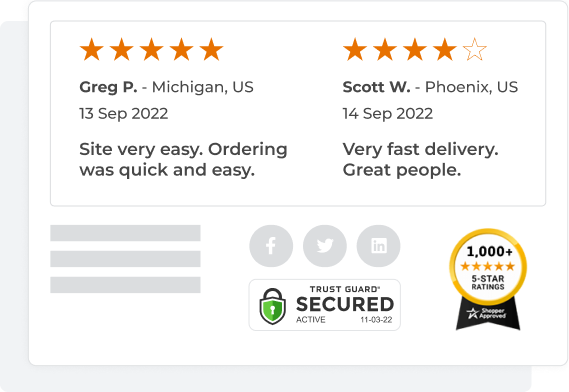 Greg P. - Michigan, US
13 Sep 2022
Site very easy. Ordering
was quick and easy.
Scott W. - Phoenix, US
14 Sep 2022
Very fast delivery.
Great people.
TRUST GUARD®
SECURED
ACTIVE 11-03-22
1,000+
5-STAR
RATINGS
Shopper
Approved